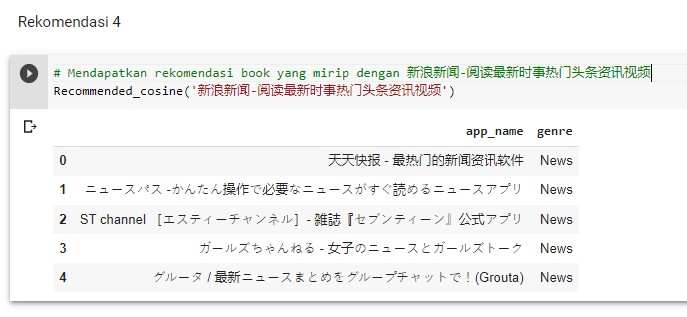 Rekomendasi 4
# Mendapatkan rekomendasi book yang mirip dengan 新浪新闻-阅读最新时事热门头条资讯视频
Recommended_cosine('新浪新闻-阅读最新时事热门头条资讯视频')
app_name genre
0 天天快报 - 最热门的新闻资讯软件 News
1 ニュースパス -かんたん操作で必要なニュースがすぐ読めるニュースアプリ News
2 ST channel ［エスティーチャンネル］- 雑誌『セブンティーン』公式アプリ News
3 ガールズちゃんねる - 女子のニュースとガールズトーク News
4 グルータ / 最新ニュースまとめをグループチャットで！(Grouta) News